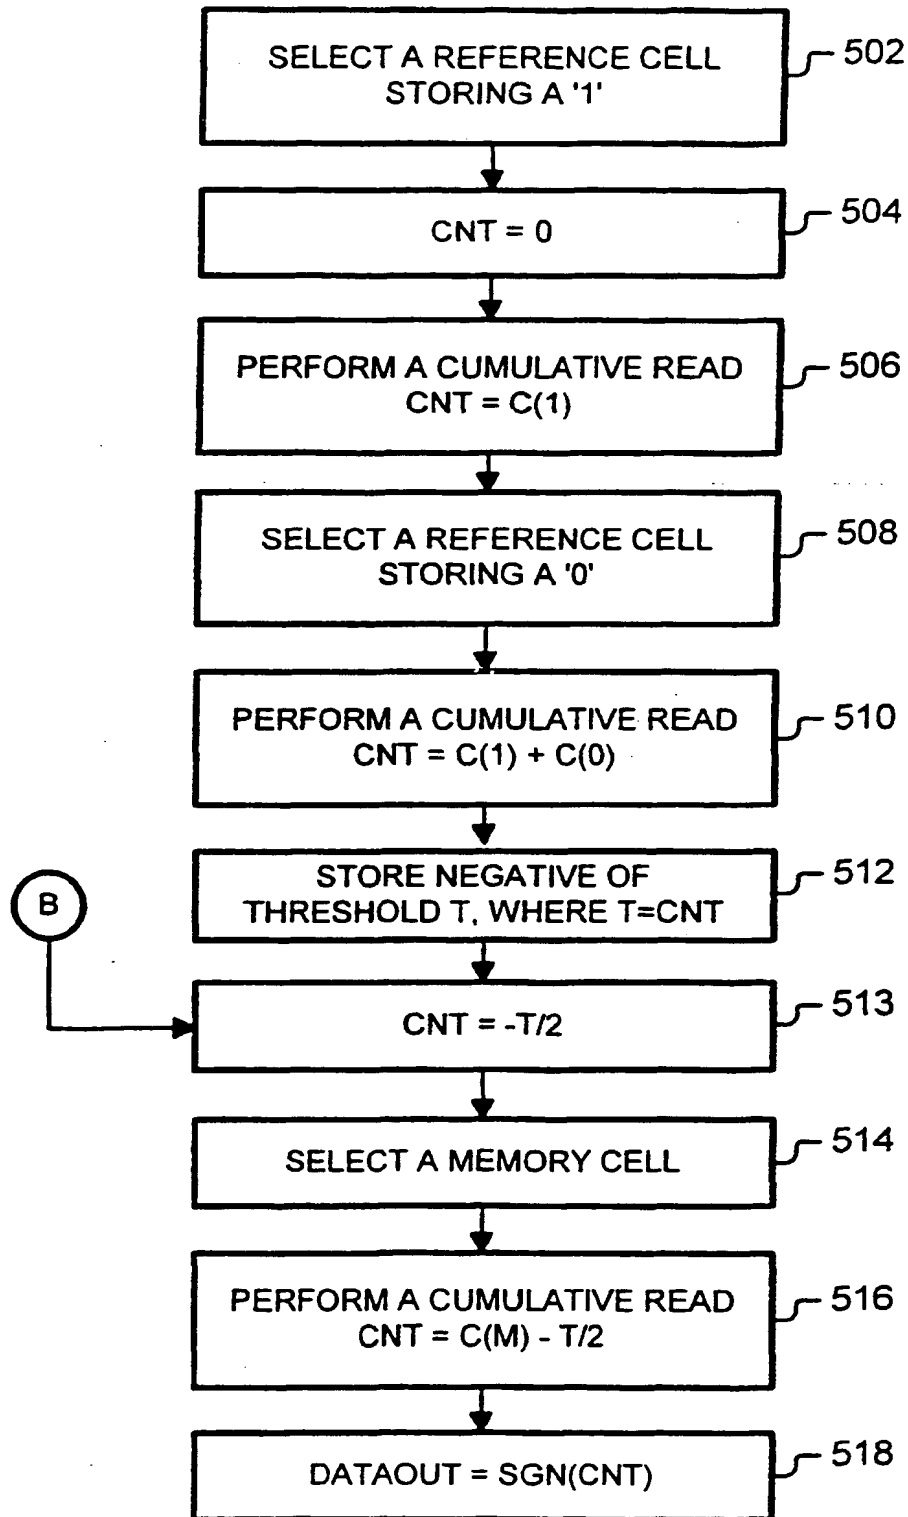 SELECT A REFERENCE CELL
STORING A '1'
502
CNT = 0
504
PERFORM A CUMULATIVE READ
CNT = C(1)
506
SELECT A REFERENCE CELL
STORING A '0'
508
PERFORM A CUMULATIVE READ
CNT = C(1) + C(0)
510
STORE NEGATIVE OF
THRESHOLD T, WHERE T=CNT
512
B
CNT = -T/2
513
SELECT A MEMORY CELL
514
PERFORM A CUMULATIVE READ
CNT = C(M) - T/2
516
DATAOUT = SGN(CNT)
518